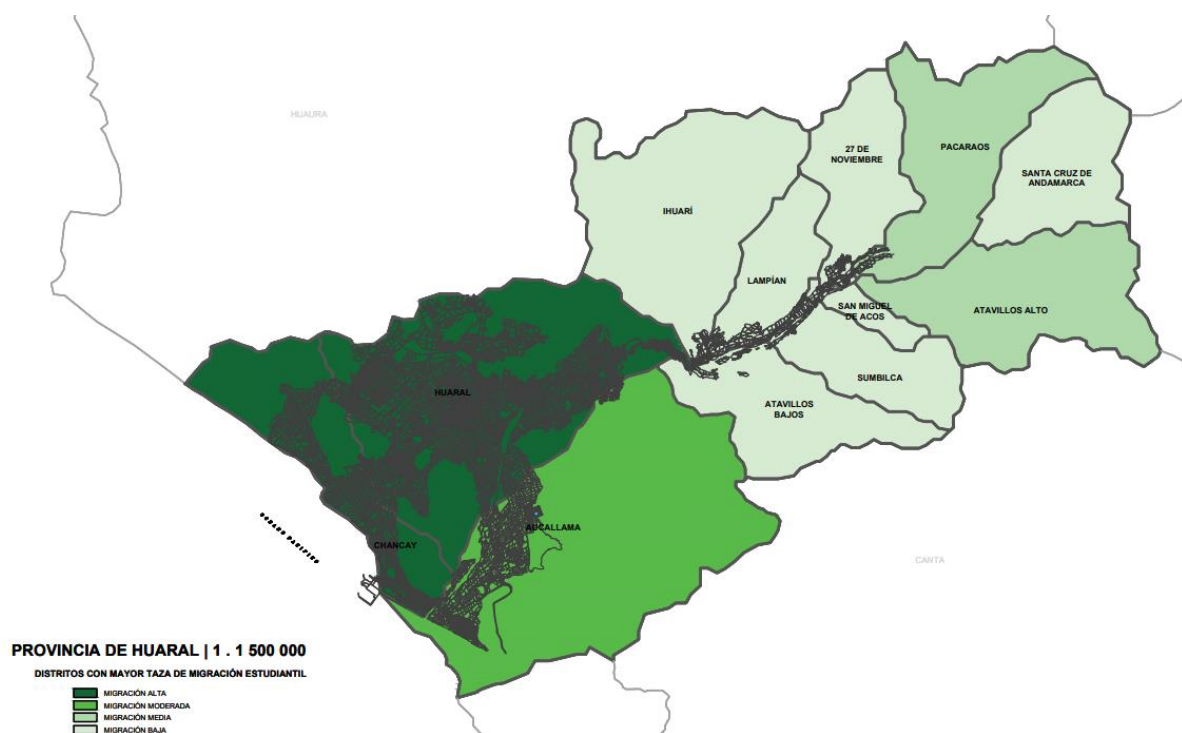 HUAURA
27 DE
NOVIEMBRE
PACARAOS
SANTA CRUZ DE
ANDAMARCA
IHUARÍ
LAMPÍAN
SAN MIGUEL
DE ACOS
ATAVILLOS ALTO
SUMBILCA
HUARAL
ATAVILLOS
BAJOS
AUCALLAMA
CHANCAY
CANTA
PROVINCIA DE HUARAL | 1 . 1 500 000
DISTRITOS CON MAYOR TAZA DE MIGRACIÓN ESTUDIANTIL
MIGRACIÓN ALTA
MIGRACIÓN MODERADA
MIGRACIÓN MEDIA
MIGRACIÓN BAJA